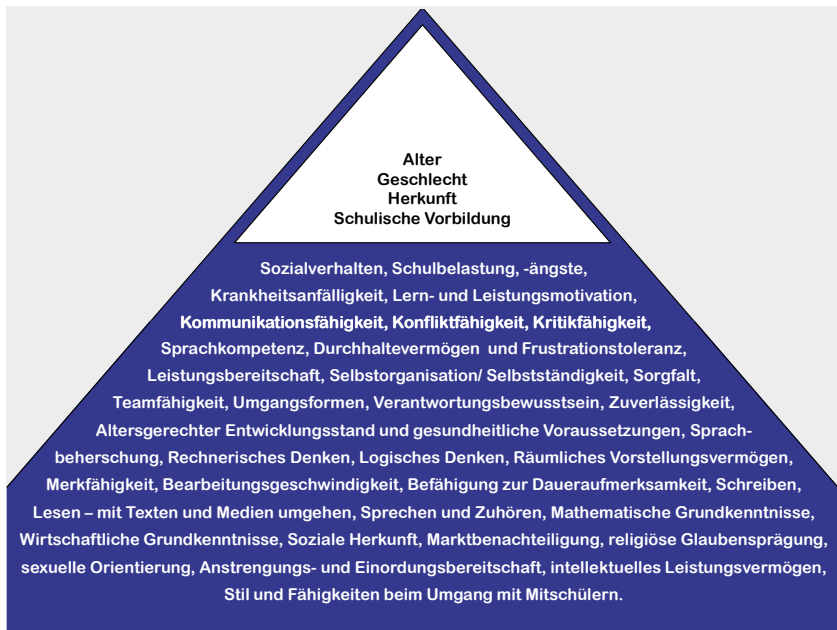 Alter
Geschlecht
Herkunft
Schulische Vorbildung
Sozialverhalten, Schulbelastung, -ängste,
Krankheitsanfälligkeit, Lern- und Leistungsmotivation,
Kommunikationsfähigkeit, Konfliktfähigkeit, Kritikfähigkeit,
Sprachkompetenz, Durchhaltevermögen und Frustrationstoleranz,
Leistungsbereitschaft, Selbstorganisation/ Selbstständigkeit, Sorgfalt,
Teamfähigkeit, Umgangsformen, Verantwortungsbewusstsein, Zuverlässigkeit,
Altersgerechter Entwicklungsstand und gesundheitliche Voraussetzungen, Sprach-
beherschung, Rechnerisches Denken, Logisches Denken, Räumliches Vorstellungsvermögen,
Merkfähigkeit, Bearbeitungsgeschwindigkeit, Befähigung zur Daueraufmerksamkeit, Schreiben,
Lesen – mit Texten und Medien umgehen, Sprechen und Zuhören, Mathematische Grundkenntnisse,
Wirtschaftliche Grundkenntnisse, Soziale Herkunft, Marktbenachteiligung, religiöse Glaubensprägung,
sexuelle Orientierung, Anstrengungs- und Einordungsbereitschaft, intellektuelles Leistungsvermögen,
Stil und Fähigkeiten beim Umgang mit Mitschülern.